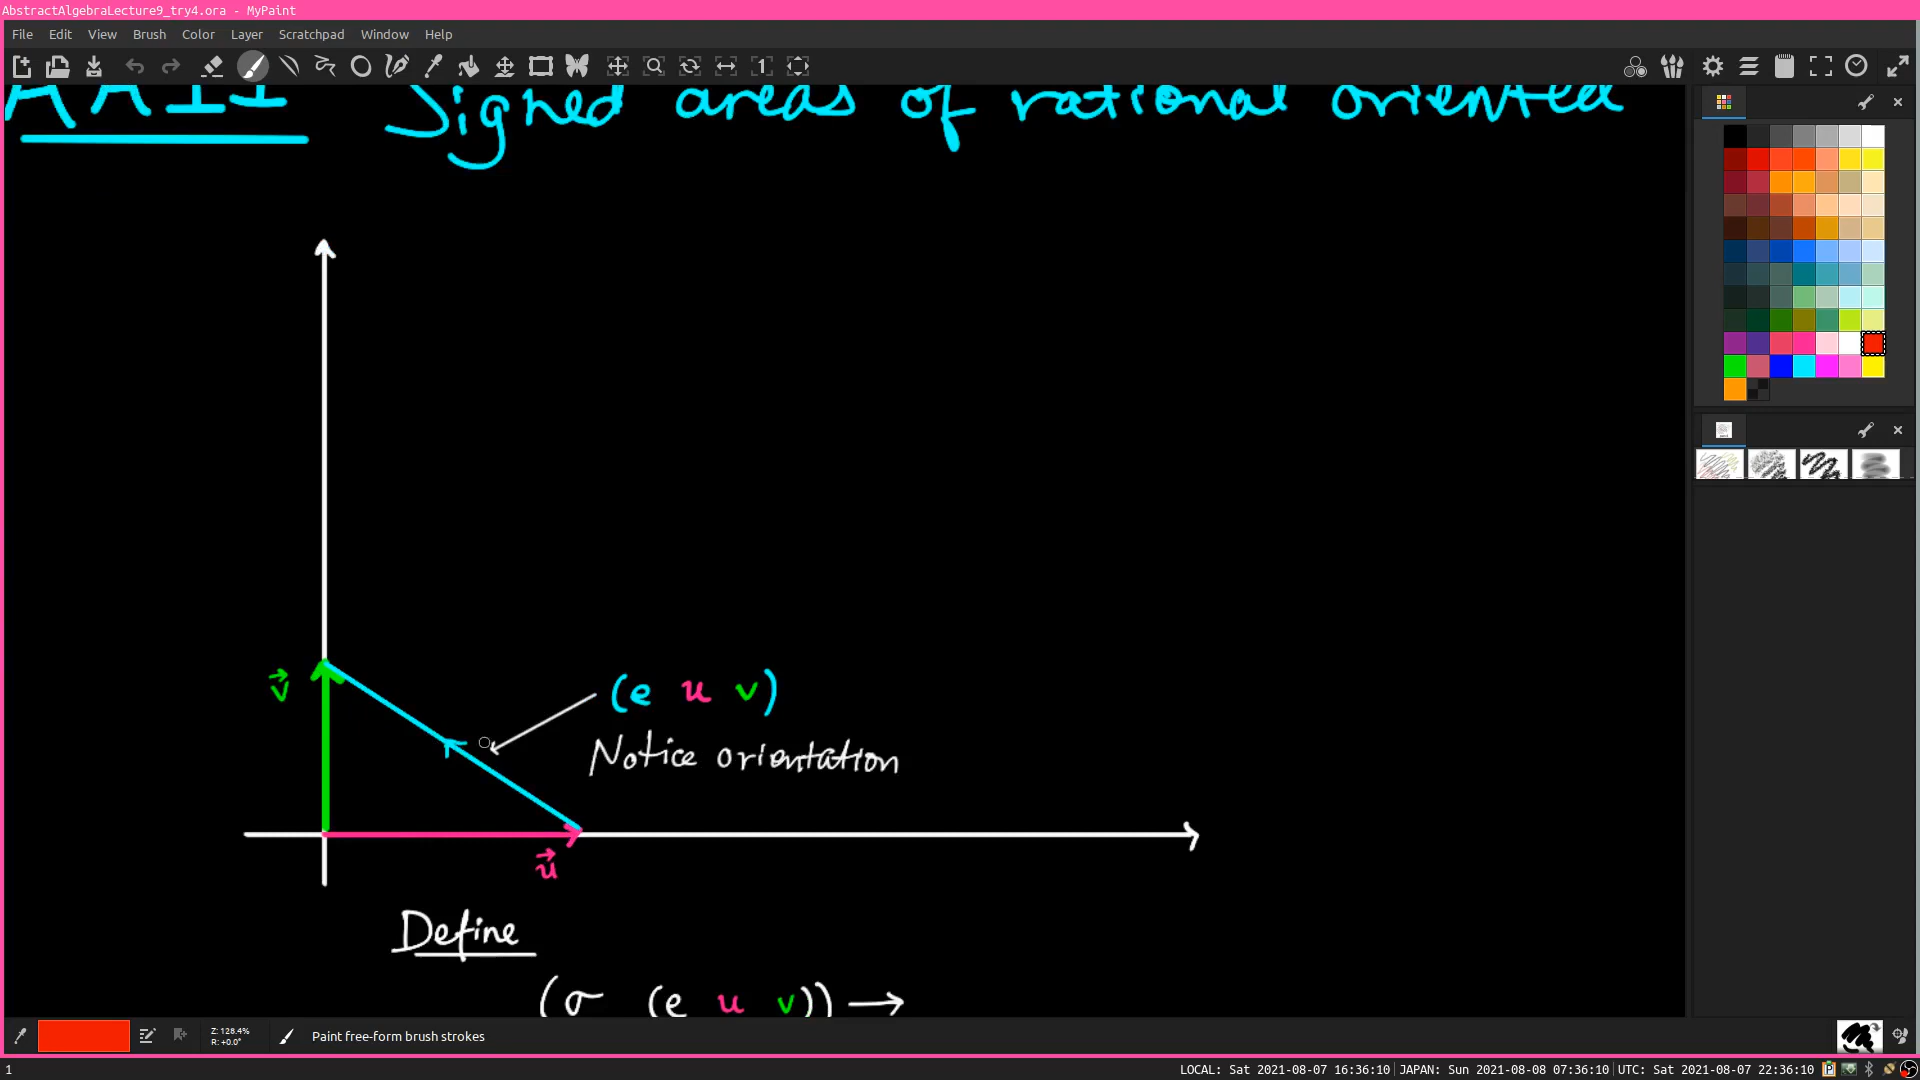 AbstractAlgebraLecture9_try4.ora - MyPaint
File Edit View Brush Color Layer Scratchpad Window Help
Signed areas of rational oriented
v⃗
(e u v)
Notice orientation
u⃗
Define
(σ (e u v)) →
Z: 128.4%
R: +0.0°
Paint free-form brush strokes
1 LOCAL: Sat 2021-08-07 16:36:10 | JAPAN: Sun 2021-08-08 07:36:10 | UTC: Sat 2021-08-07 22:36:10